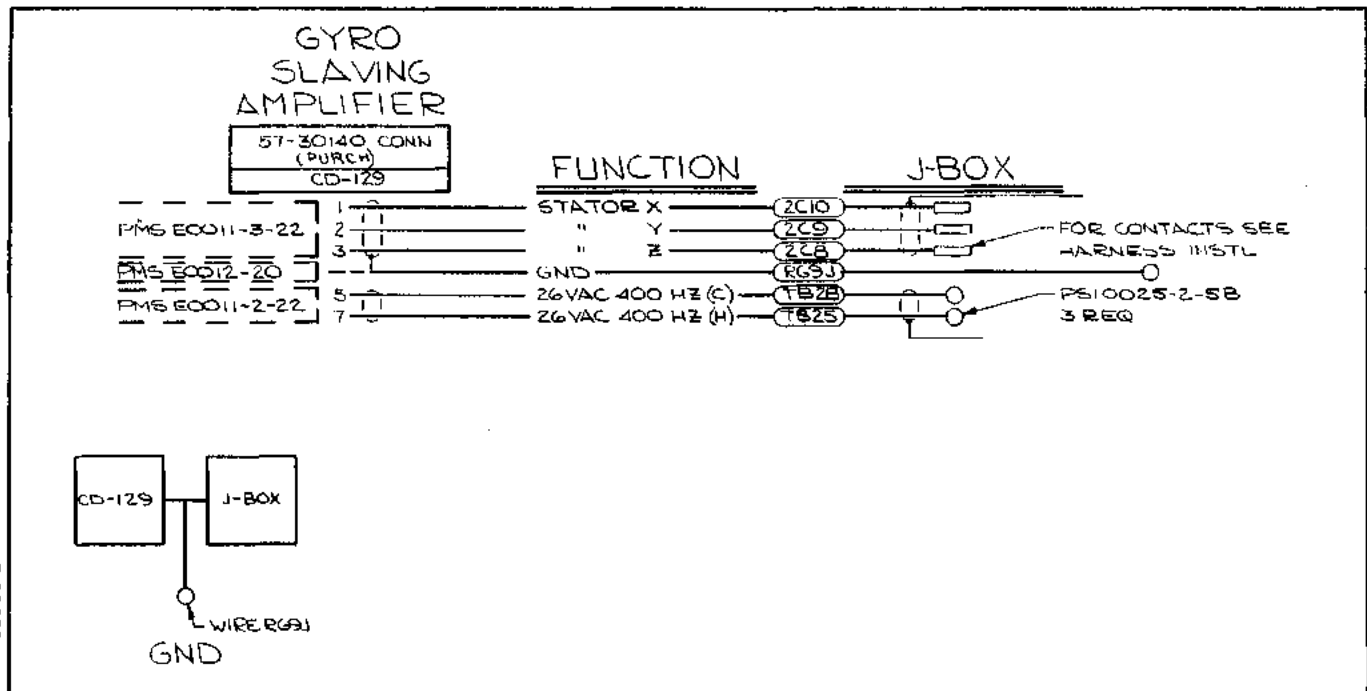 GYRO
SLAVING
AMPLIFIER
57-30140 CONN
(PURCH)
CD-129
FUNCTION
J-BOX
PMS E0011-3-22
1 STATOR X 2C10
2 " Y 2C9
3 " Z 2C8
FOR CONTACTS SEE
HARNESS INSTL
PMS E0012-20
GND RG9J
PMS E0011-2-22
5 26VAC 400 HZ (C) TB2B
7 26VAC 400 HZ (H)
PS10025-2-5B
3 REQ
CD-129
J-BOX
WIRE RG9J
GND